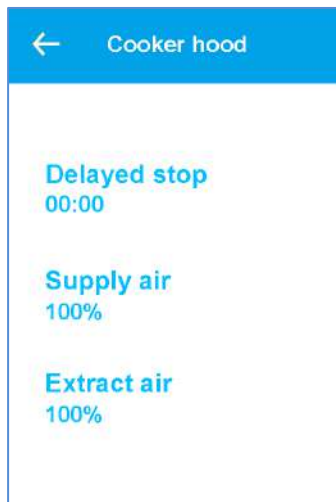 Cooker hood
Delayed stop
00:00
Supply air
100%
Extract air
100%